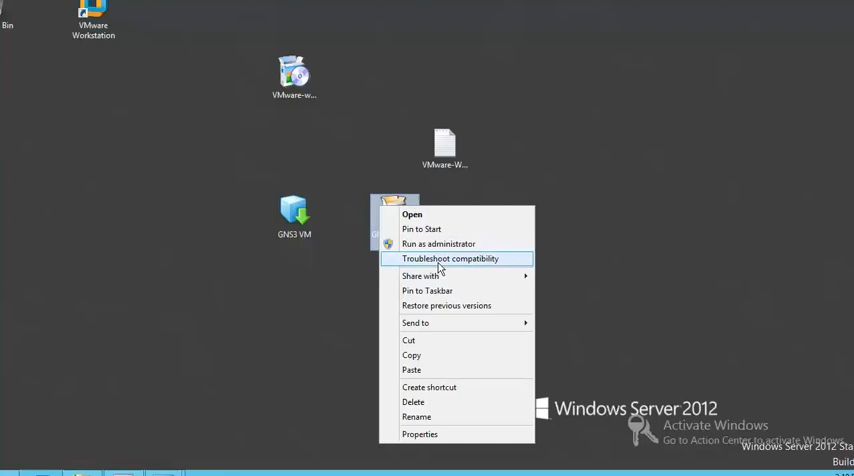 Bin
VMware
Workstation
VMware-w...
VMware-W...
GNS3 VM
Open
Pin to Start
Run as administrator
Troubleshoot compatibility
Share with
Pin to Taskbar
Restore previous versions
Send to
Cut
Copy
Paste
Create shortcut
Delete
Rename
Properties
Windows Server 2012
Activate Windows
Go to Action Center to activate Windows
Windows Server 2012 Sta
Build